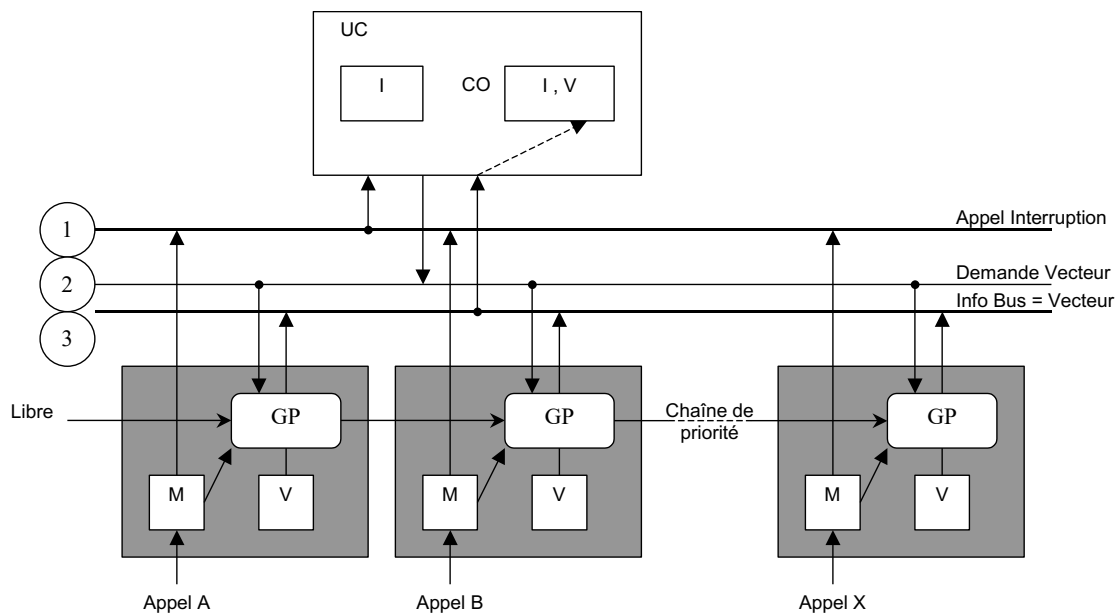 UC
I
CO
I , V
1
Appel Interruption
2
Demande Vecteur
Info Bus = Vecteur
3
Libre
GP
GP
Chaîne de
priorité
GP
M
V
M
V
M
V
Appel A
Appel B
Appel X